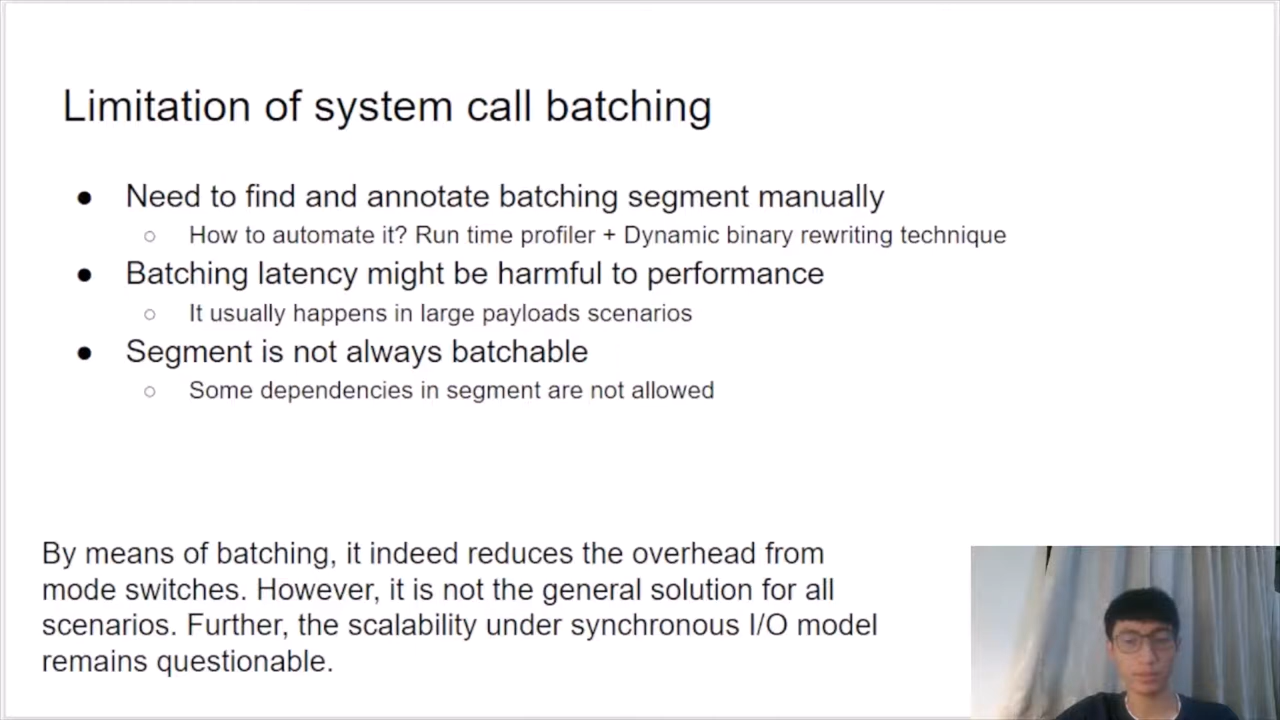 Limitation of system call batching
● Need to find and annotate batching segment manually
○ How to automate it? Run time profiler + Dynamic binary rewriting technique
● Batching latency might be harmful to performance
○ It usually happens in large payloads scenarios
● Segment is not always batchable
○ Some dependencies in segment are not allowed
By means of batching, it indeed reduces the overhead from
mode switches. However, it is not the general solution for all
scenarios. Further, the scalability under synchronous I/O model
remains questionable.